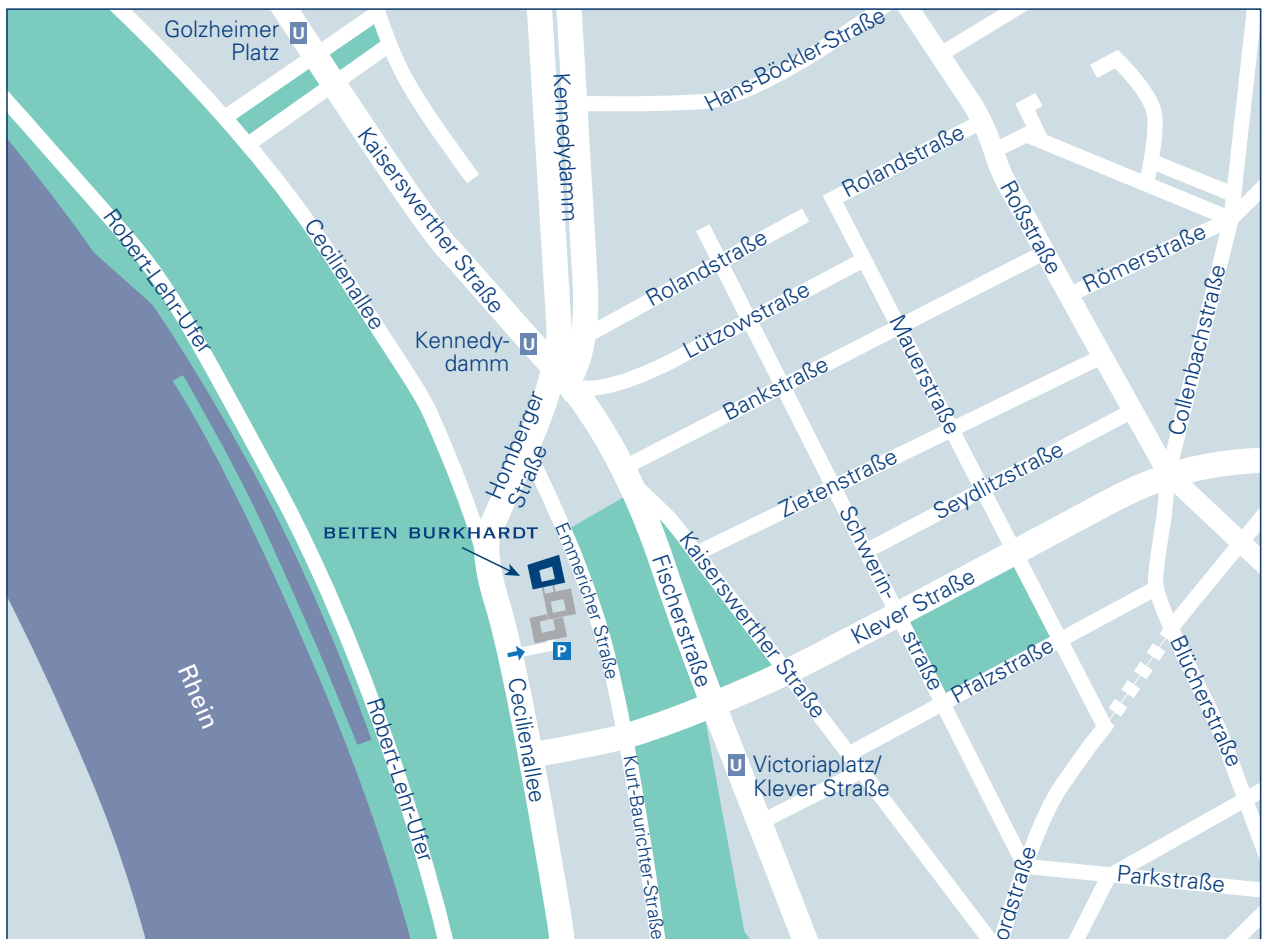 Golzheimer
Platz
U
Hans-Böckler-Straße
Kennedydamm
Kaiserswerther Straße
Rolandstraße
Roßstraße
Robert-Lehr-Ufer
Cecilienallee
Rolandstraße
Römerstraße
Lützowstraße
Collenbachstraße
Kennedy-
damm
U
Mauerstraße
Bankstraße
Homberger
Straße
Zietenstraße
Seydlitzstraße
BEITEN BURKHARDT
Emmericher Straße
Fischerstraße
Kaiserswerther Straße
Schwerin-
straße
Klever Straße
P
Pfalzstraße
Blücherstraße
Rhein
Cecilienallee
Robert-Lehr-Ufer
Kurt-Baurichter-Straße
U
Victoriaplatz/
Klever Straße
ordstraße
Parkstraße